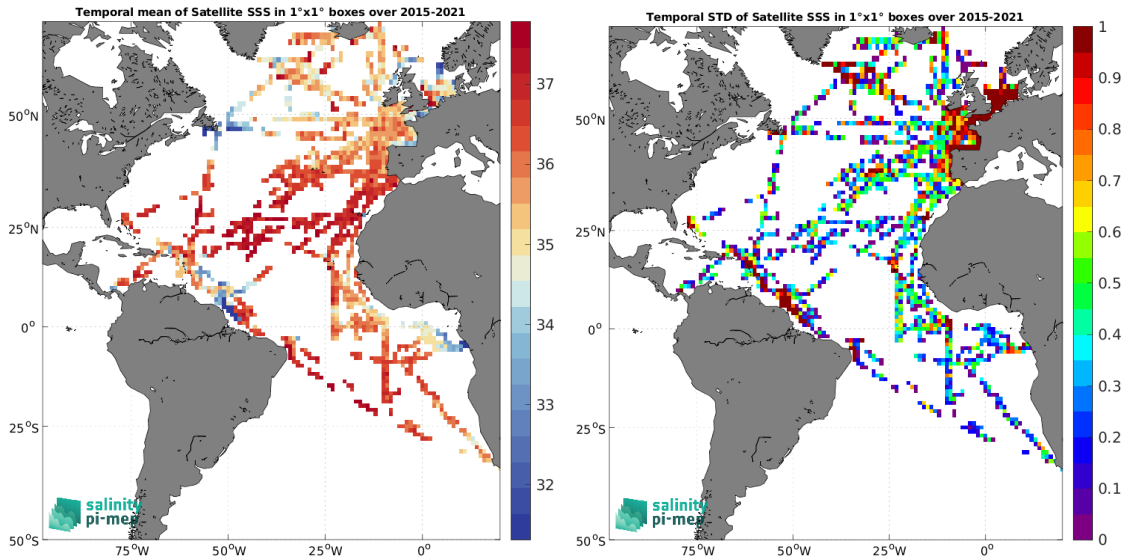 Temporal mean of Satellite SSS in 1°x1° boxes over 2015-2021
50°N
25°N
0°
25°S
50°S
75°W
50°W
25°W
0°
37
36
35
34
33
32
salinity
pi-mep
Temporal STD of Satellite SSS in 1°x1° boxes over 2015-2021
50°N
25°N
0°
25°S
50°S
75°W
50°W
25°W
0°
1
0.9
0.8
0.7
0.6
0.5
0.4
0.3
0.2
0.1
0
salinity
pi-mep